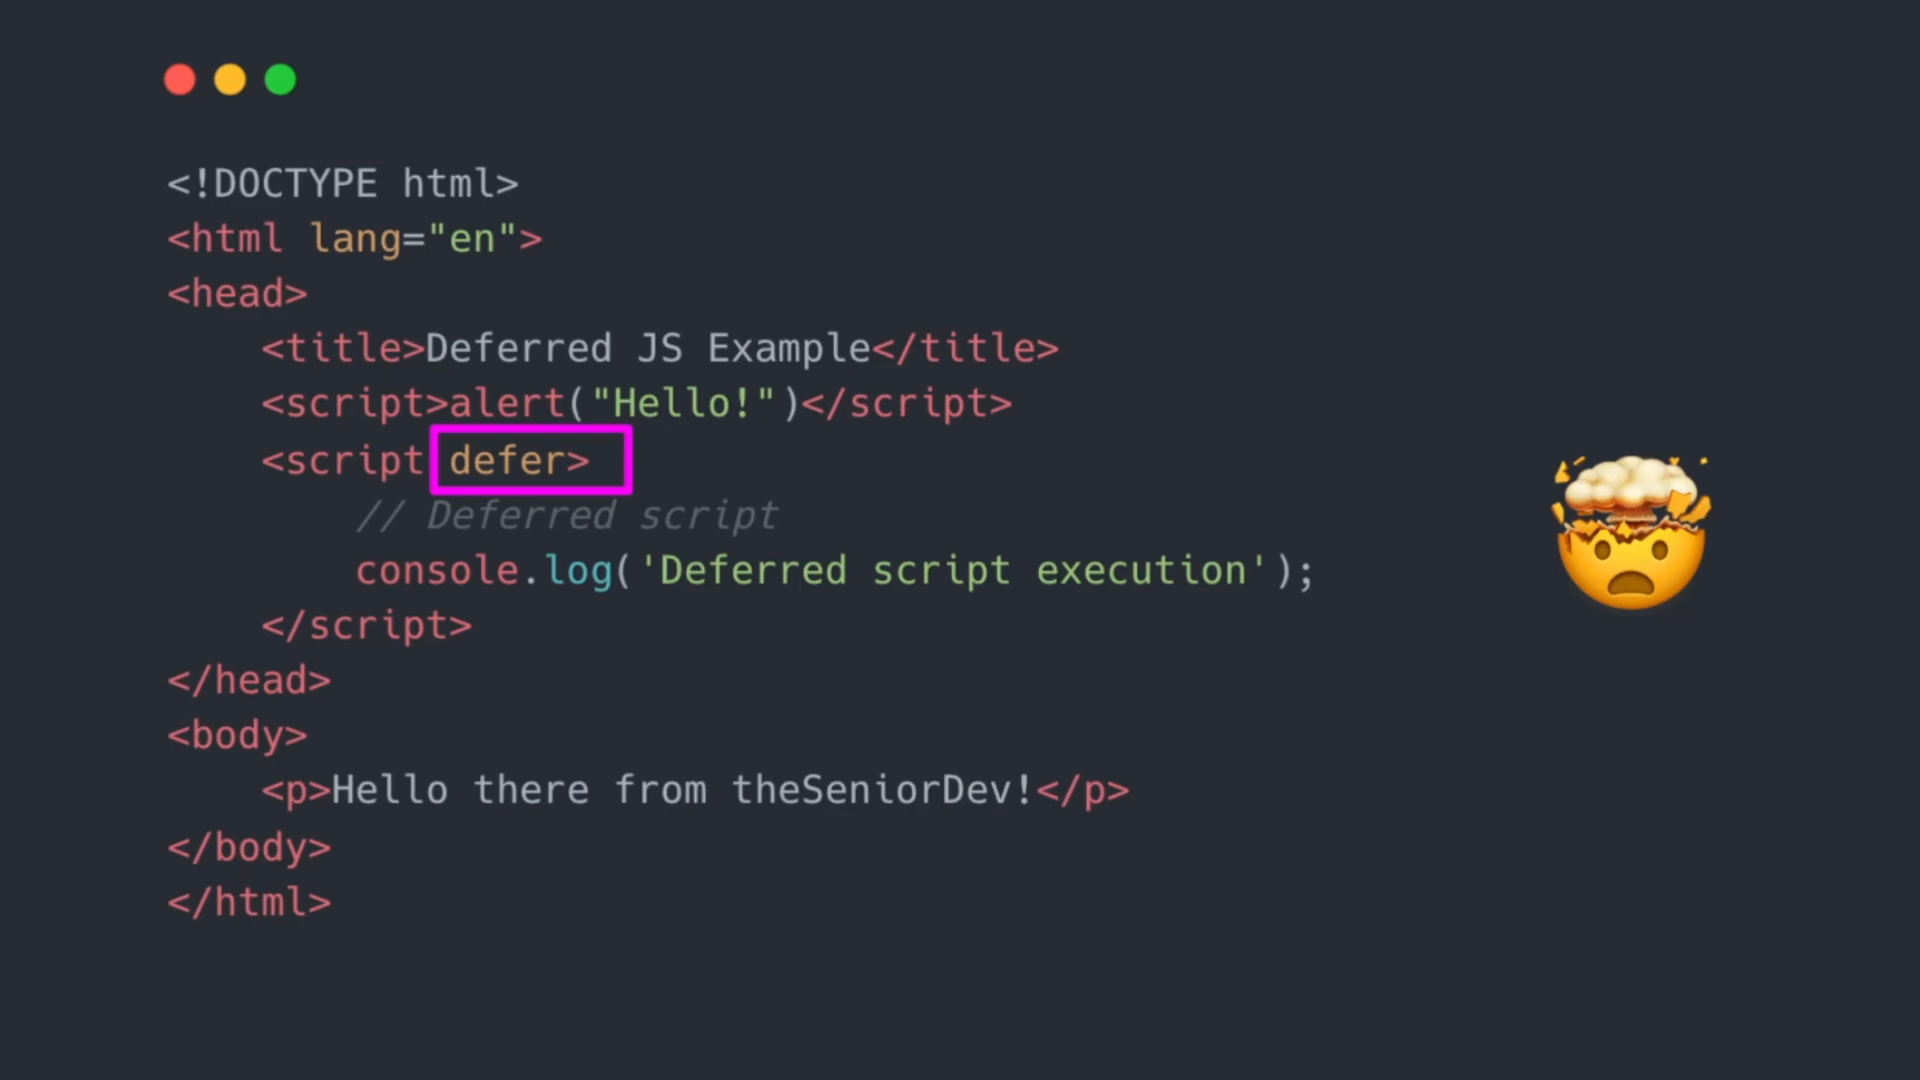 <!DOCTYPE html>
<html lang="en">
<head>
    <title>Deferred JS Example</title>
    <script>alert("Hello!")</script>
    <script defer>
        // Deferred script
        console.log('Deferred script execution');
    </script>
</head>
<body>
    <p>Hello there from theSeniorDev!</p>
</body>
</html>